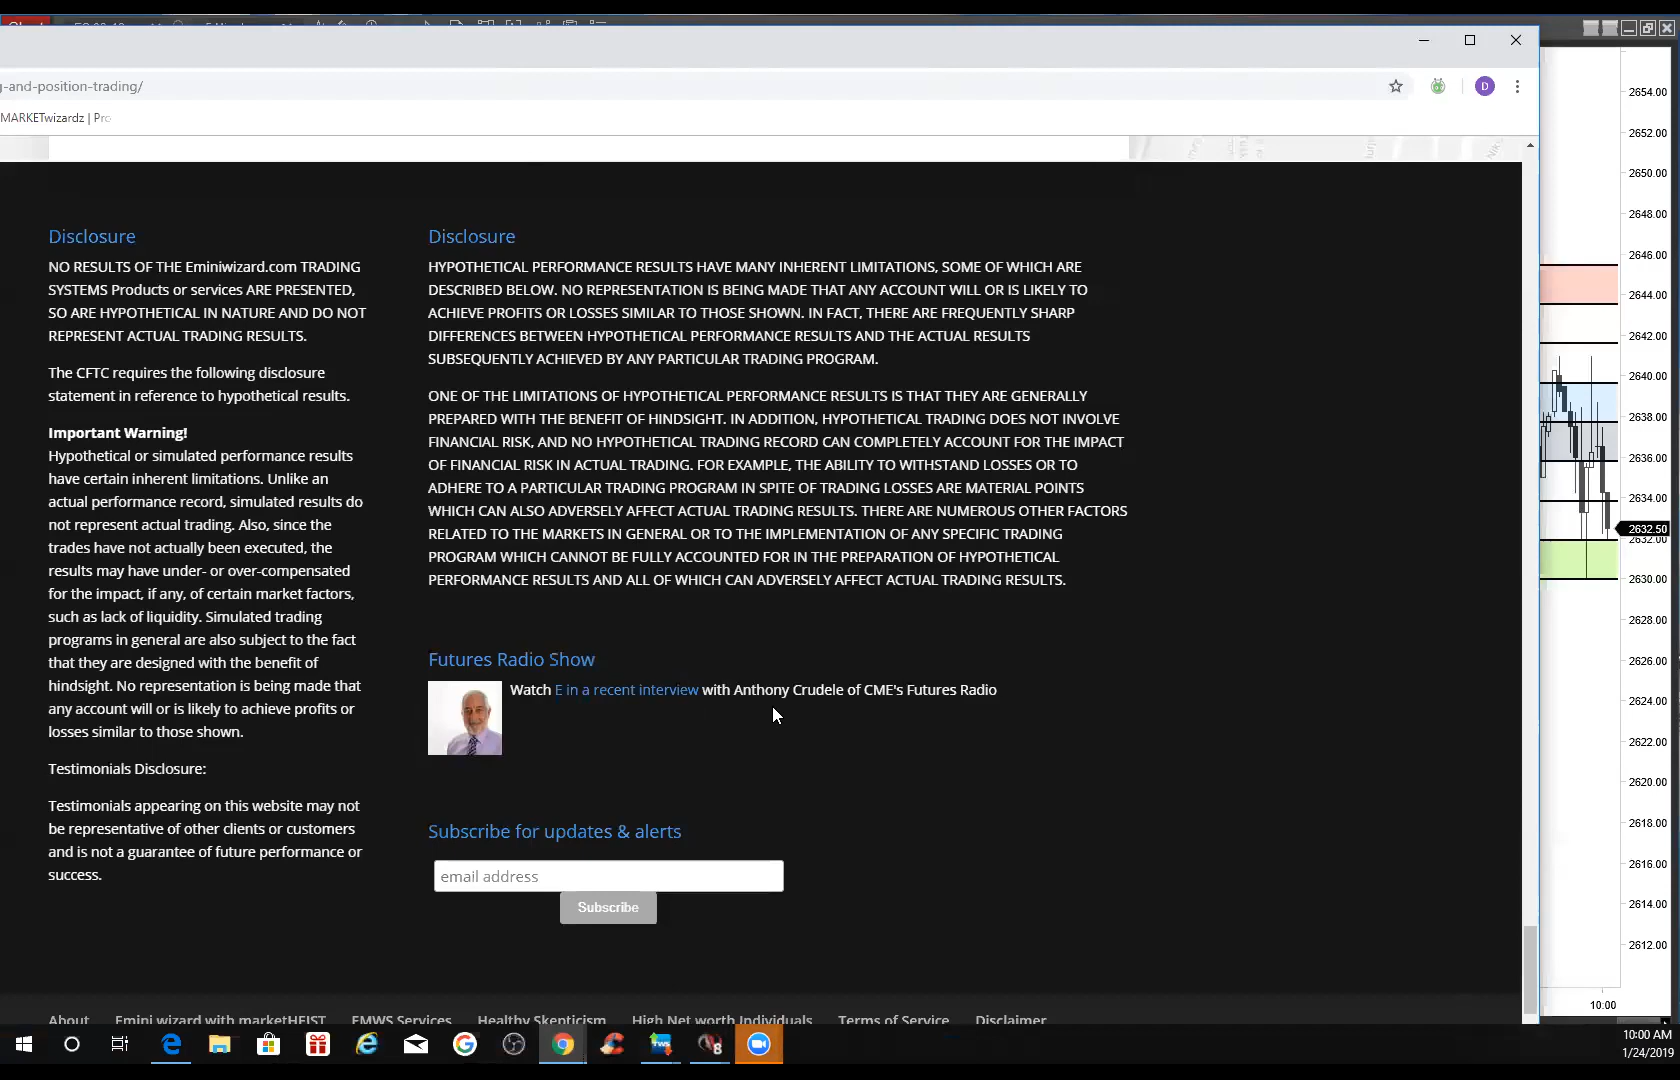 g-and-position-trading/
D
MARKETwizardz | Pro
Disclosure
NO RESULTS OF THE Eminiwizard.com TRADING
SYSTEMS Products or services ARE PRESENTED,
SO ARE HYPOTHETICAL IN NATURE AND DO NOT
REPRESENT ACTUAL TRADING RESULTS.
The CFTC requires the following disclosure
statement in reference to hypothetical results.
Important Warning!
Hypothetical or simulated performance results
have certain inherent limitations. Unlike an
actual performance record, simulated results do
not represent actual trading. Also, since the
trades have not actually been executed, the
results may have under- or over-compensated
for the impact, if any, of certain market factors,
such as lack of liquidity. Simulated trading
programs in general are also subject to the fact
that they are designed with the benefit of
hindsight. No representation is being made that
any account will or is likely to achieve profits or
losses similar to those shown.
Testimonials Disclosure:
Testimonials appearing on this website may not
be representative of other clients or customers
and is not a guarantee of future performance or
success.
Disclosure
HYPOTHETICAL PERFORMANCE RESULTS HAVE MANY INHERENT LIMITATIONS, SOME OF WHICH ARE
DESCRIBED BELOW. NO REPRESENTATION IS BEING MADE THAT ANY ACCOUNT WILL OR IS LIKELY TO
ACHIEVE PROFITS OR LOSSES SIMILAR TO THOSE SHOWN. IN FACT, THERE ARE FREQUENTLY SHARP
DIFFERENCES BETWEEN HYPOTHETICAL PERFORMANCE RESULTS AND THE ACTUAL RESULTS
SUBSEQUENTLY ACHIEVED BY ANY PARTICULAR TRADING PROGRAM.
ONE OF THE LIMITATIONS OF HYPOTHETICAL PERFORMANCE RESULTS IS THAT THEY ARE GENERALLY
PREPARED WITH THE BENEFIT OF HINDSIGHT. IN ADDITION, HYPOTHETICAL TRADING DOES NOT INVOLVE
FINANCIAL RISK, AND NO HYPOTHETICAL TRADING RECORD CAN COMPLETELY ACCOUNT FOR THE IMPACT
OF FINANCIAL RISK IN ACTUAL TRADING. FOR EXAMPLE, THE ABILITY TO WITHSTAND LOSSES OR TO
ADHERE TO A PARTICULAR TRADING PROGRAM IN SPITE OF TRADING LOSSES ARE MATERIAL POINTS
WHICH CAN ALSO ADVERSELY AFFECT ACTUAL TRADING RESULTS. THERE ARE NUMEROUS OTHER FACTORS
RELATED TO THE MARKETS IN GENERAL OR TO THE IMPLEMENTATION OF ANY SPECIFIC TRADING
PROGRAM WHICH CANNOT BE FULLY ACCOUNTED FOR IN THE PREPARATION OF HYPOTHETICAL
PERFORMANCE RESULTS AND ALL OF WHICH CAN ADVERSELY AFFECT ACTUAL TRADING RESULTS.
Futures Radio Show
Watch E in a recent interview with Anthony Crudele of CME's Futures Radio
Subscribe for updates & alerts
email address
Subscribe
About Emini wizard with marketHEIST EMWS Services Healthy Skepticism High Net worth Individuals Terms of Service Disclaimer
2654.00
2652.00
2650.00
2648.00
2646.00
2644.00
2642.00
2640.00
2638.00
2636.00
2634.00
2632.50
2632.00
2630.00
2628.00
2626.00
2624.00
2622.00
2620.00
2618.00
2616.00
2614.00
2612.00
10:00
TWS
8
10:00 AM
1/24/2019